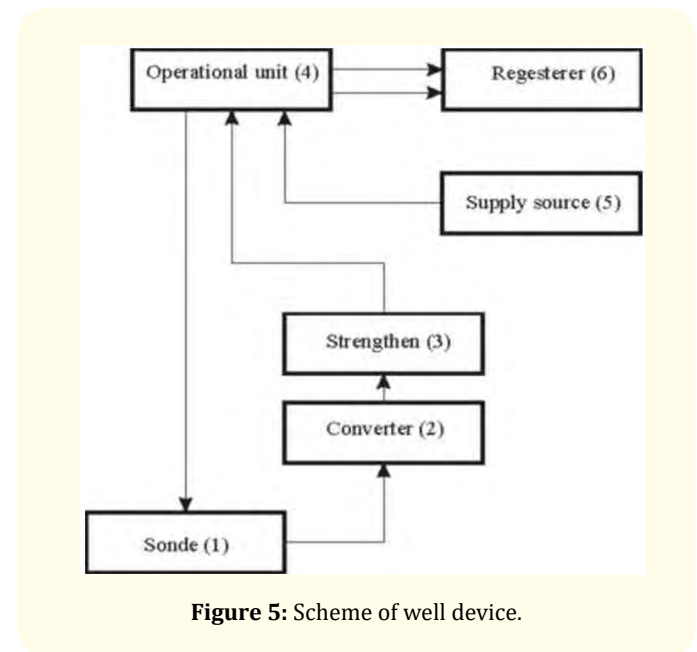 Operational unit (4)
Regesterer (6)
Supply source (5)
Strengthen (3)
Converter (2)
Sonde (1)
Figure 5: Scheme of well device.